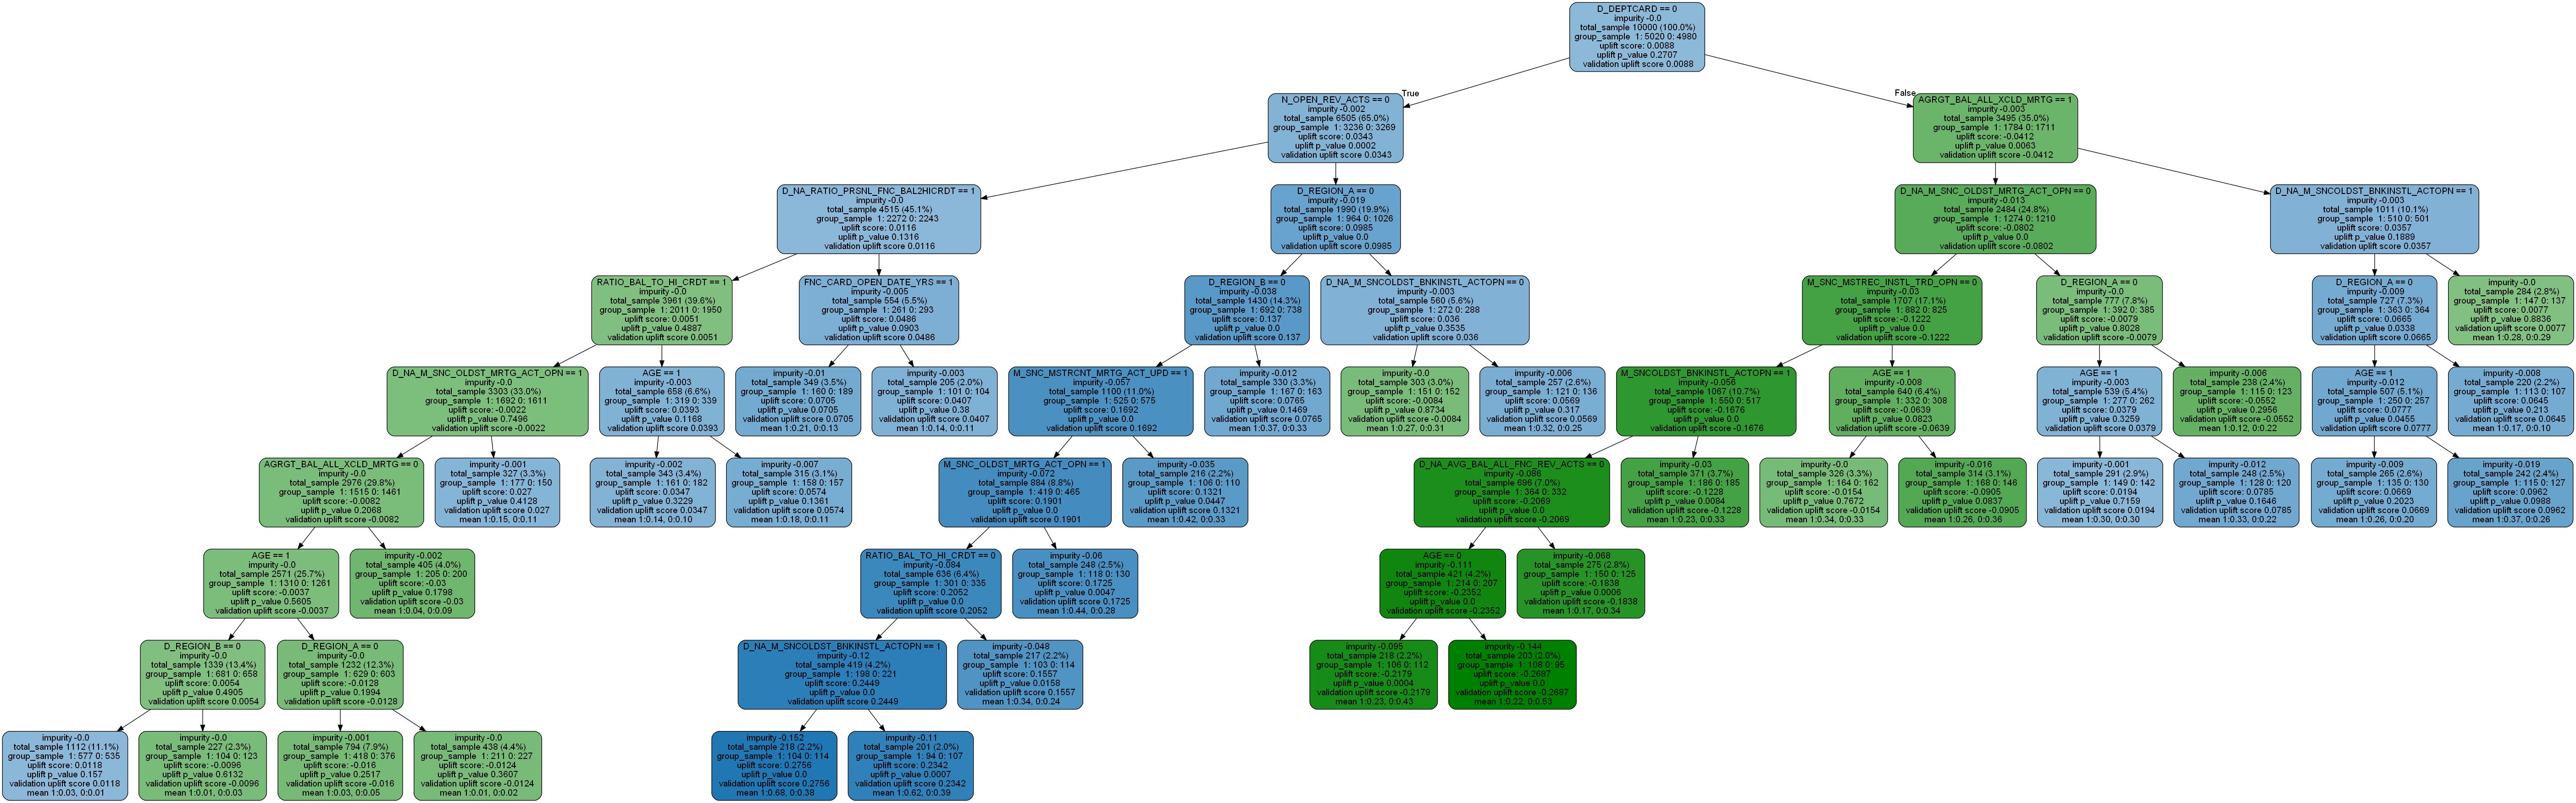 D_DEPTCARD == 0
impurity -0.0
total_sample 10000 (100.0%)
group_sample 1: 5020 0: 4980
uplift score: 0.0088
uplift p_value 0.2707
validation uplift score 0.0088
True
False
N_OPEN_REV_ACTS == 0
impurity -0.002
total_sample 6505 (65.0%)
group_sample 1: 3236 0: 3269
uplift score: 0.0343
uplift p_value 0.0002
validation uplift score 0.0343
AGRGT_BAL_ALL_XCLD_MRTG == 1
impurity -0.003
total_sample 3495 (35.0%)
group_sample 1: 1784 0: 1711
uplift score: -0.0412
uplift p_value 0.0063
validation uplift score -0.0412
D_NA_RATIO_PRSNL_FNC_BAL2HICRDT == 1
impurity -0.0
total_sample 4515 (45.1%)
group_sample 1: 2272 0: 2243
uplift score: 0.0116
uplift p_value 0.1316
validation uplift score 0.0116
D_REGION_A == 0
impurity -0.019
total_sample 1990 (19.9%)
group_sample 1: 964 0: 1026
uplift score: 0.0985
uplift p_value 0.0
validation uplift score 0.0985
D_NA_M_SNC_OLDST_MRTG_ACT_OPN == 0
impurity -0.013
total_sample 2484 (24.8%)
group_sample 1: 1274 0: 1210
uplift score: -0.0802
uplift p_value 0.0
validation uplift score -0.0802
D_NA_M_SNCOLDST_BNKINSTL_ACTOPN == 1
impurity -0.003
total_sample 1011 (10.1%)
group_sample 1: 510 0: 501
uplift score: 0.0357
uplift p_value 0.1889
validation uplift score 0.0357
RATIO_BAL_TO_HI_CRDT == 1
impurity -0.0
total_sample 3961 (39.6%)
group_sample 1: 2011 0: 1950
uplift score: 0.0051
uplift p_value 0.4887
validation uplift score 0.0051
FNC_CARD_OPEN_DATE_YRS == 1
impurity -0.005
total_sample 554 (5.5%)
group_sample 1: 261 0: 293
uplift score: 0.0486
uplift p_value 0.0903
validation uplift score 0.0486
D_REGION_B == 0
impurity -0.038
total_sample 1430 (14.3%)
group_sample 1: 692 0: 738
uplift score: 0.137
uplift p_value 0.0
validation uplift score 0.137
D_NA_M_SNCOLDST_BNKINSTL_ACTOPN == 0
impurity -0.003
total_sample 560 (5.6%)
group_sample 1: 272 0: 288
uplift score: 0.036
uplift p_value 0.3535
validation uplift score 0.036
M_SNC_MSTREC_INSTL_TRD_OPN == 0
impurity -0.03
total_sample 1707 (17.1%)
group_sample 1: 882 0: 825
uplift score: -0.1222
uplift p_value 0.0
validation uplift score -0.1222
D_REGION_A == 0
impurity -0.0
total_sample 777 (7.8%)
group_sample 1: 392 0: 385
uplift score: -0.0079
uplift p_value 0.8028
validation uplift score -0.0079
D_REGION_A == 0
impurity -0.009
total_sample 727 (7.3%)
group_sample 1: 363 0: 364
uplift score: 0.0665
uplift p_value 0.0338
validation uplift score 0.0665
impurity -0.0
total_sample 284 (2.8%)
group_sample 1: 147 0: 137
uplift score: 0.0077
uplift p_value 0.8836
validation uplift score 0.0077
mean 1:0.28, 0:0.29
D_NA_M_SNC_OLDST_MRTG_ACT_OPN == 1
impurity -0.0
total_sample 3303 (33.0%)
group_sample 1: 1692 0: 1611
uplift score: -0.0022
uplift p_value 0.7496
validation uplift score -0.0022
AGE == 1
impurity -0.003
total_sample 658 (6.6%)
group_sample 1: 319 0: 339
uplift score: 0.0393
uplift p_value 0.1168
validation uplift score 0.0393
impurity -0.01
total_sample 349 (3.5%)
group_sample 1: 160 0: 189
uplift score: 0.0705
uplift p_value 0.0705
validation uplift score 0.0705
mean 1:0.21, 0:0.13
impurity -0.003
total_sample 205 (2.0%)
group_sample 1: 101 0: 104
uplift score: 0.0407
uplift p_value 0.38
validation uplift score 0.0407
mean 1:0.14, 0:0.11
M_SNC_MSTRCNT_MRTG_ACT_UPD == 1
impurity -0.057
total_sample 1100 (11.0%)
group_sample 1: 525 0: 575
uplift score: 0.1692
uplift p_value 0.0
validation uplift score 0.1692
impurity -0.012
total_sample 330 (3.3%)
group_sample 1: 167 0: 163
uplift score: 0.0765
uplift p_value 0.1469
validation uplift score 0.0765
mean 1:0.37, 0:0.33
impurity -0.0
total_sample 303 (3.0%)
group_sample 1: 151 0: 152
uplift score: -0.0084
uplift p_value 0.8734
validation uplift score -0.0084
mean 1:0.27, 0:0.31
impurity -0.006
total_sample 257 (2.6%)
group_sample 1: 121 0: 136
uplift score: 0.0569
uplift p_value 0.317
validation uplift score 0.0569
mean 1:0.32, 0:0.25
M_SNCOLDST_BNKINSTL_ACTOPN == 1
impurity -0.056
total_sample 1067 (10.7%)
group_sample 1: 550 0: 517
uplift score: -0.1676
uplift p_value 0.0
validation uplift score -0.1676
AGE == 1
impurity -0.008
total_sample 640 (6.4%)
group_sample 1: 332 0: 308
uplift score: -0.0639
uplift p_value 0.0823
validation uplift score -0.0639
AGE == 1
impurity -0.003
total_sample 539 (5.4%)
group_sample 1: 277 0: 262
uplift score: 0.0379
uplift p_value 0.3259
validation uplift score 0.0379
impurity -0.006
total_sample 238 (2.4%)
group_sample 1: 115 0: 123
uplift score: -0.0552
uplift p_value 0.2956
validation uplift score -0.0552
mean 1:0.12, 0:0.22
AGE == 1
impurity -0.012
total_sample 507 (5.1%)
group_sample 1: 250 0: 257
uplift score: 0.0777
uplift p_value 0.0455
validation uplift score 0.0777
impurity -0.008
total_sample 220 (2.2%)
group_sample 1: 113 0: 107
uplift score: 0.0645
uplift p_value 0.213
validation uplift score 0.0645
mean 1:0.17, 0:0.10
AGRGT_BAL_ALL_XCLD_MRTG == 0
impurity -0.0
total_sample 2976 (29.8%)
group_sample 1: 1515 0: 1461
uplift score: -0.0082
uplift p_value 0.2068
validation uplift score -0.0082
impurity -0.001
total_sample 327 (3.3%)
group_sample 1: 177 0: 150
uplift score: 0.027
uplift p_value 0.4128
validation uplift score 0.027
mean 1:0.15, 0:0.11
impurity -0.002
total_sample 343 (3.4%)
group_sample 1: 161 0: 182
uplift score: 0.0347
uplift p_value 0.3229
validation uplift score 0.0347
mean 1:0.14, 0:0.10
impurity -0.007
total_sample 315 (3.1%)
group_sample 1: 158 0: 157
uplift score: 0.0574
uplift p_value 0.1361
validation uplift score 0.0574
mean 1:0.18, 0:0.11
M_SNC_OLDST_MRTG_ACT_OPN == 1
impurity -0.072
total_sample 884 (8.8%)
group_sample 1: 419 0: 465
uplift score: 0.1901
uplift p_value 0.0
validation uplift score 0.1901
impurity -0.035
total_sample 216 (2.2%)
group_sample 1: 106 0: 110
uplift score: 0.1321
uplift p_value 0.0447
validation uplift score 0.1321
mean 1:0.42, 0:0.33
D_NA_AVG_BAL_ALL_FNC_REV_ACTS == 0
impurity -0.086
total_sample 696 (7.0%)
group_sample 1: 364 0: 332
uplift score: -0.2069
uplift p_value 0.0
validation uplift score -0.2069
impurity -0.03
total_sample 371 (3.7%)
group_sample 1: 186 0: 185
uplift score: -0.1228
uplift p_value 0.0084
validation uplift score -0.1228
mean 1:0.23, 0:0.33
impurity -0.0
total_sample 326 (3.3%)
group_sample 1: 164 0: 162
uplift score: -0.0154
uplift p_value 0.7672
validation uplift score -0.0154
mean 1:0.34, 0:0.33
impurity -0.016
total_sample 314 (3.1%)
group_sample 1: 168 0: 146
uplift score: -0.0905
uplift p_value 0.0837
validation uplift score -0.0905
mean 1:0.26, 0:0.36
impurity -0.001
total_sample 291 (2.9%)
group_sample 1: 149 0: 142
uplift score: 0.0194
uplift p_value 0.7159
validation uplift score 0.0194
mean 1:0.30, 0:0.30
impurity -0.012
total_sample 248 (2.5%)
group_sample 1: 128 0: 120
uplift score: 0.0785
uplift p_value 0.1646
validation uplift score 0.0785
mean 1:0.33, 0:0.22
impurity -0.009
total_sample 265 (2.6%)
group_sample 1: 135 0: 130
uplift score: 0.0669
uplift p_value 0.2023
validation uplift score 0.0669
mean 1:0.26, 0:0.20
impurity -0.019
total_sample 242 (2.4%)
group_sample 1: 115 0: 127
uplift score: 0.0962
uplift p_value 0.0988
validation uplift score 0.0962
mean 1:0.37, 0:0.26
AGE == 1
impurity -0.0
total_sample 2571 (25.7%)
group_sample 1: 1310 0: 1261
uplift score: -0.0037
uplift p_value 0.5605
validation uplift score -0.0037
impurity -0.002
total_sample 405 (4.0%)
group_sample 1: 205 0: 200
uplift score: -0.03
uplift p_value 0.1798
validation uplift score -0.03
mean 1:0.04, 0:0.09
RATIO_BAL_TO_HI_CRDT == 0
impurity -0.084
total_sample 636 (6.4%)
group_sample 1: 301 0: 335
uplift score: 0.2052
uplift p_value 0.0
validation uplift score 0.2052
impurity -0.06
total_sample 248 (2.5%)
group_sample 1: 118 0: 130
uplift score: 0.1725
uplift p_value 0.0047
validation uplift score 0.1725
mean 1:0.44, 0:0.28
AGE == 0
impurity -0.111
total_sample 421 (4.2%)
group_sample 1: 214 0: 207
uplift score: -0.2352
uplift p_value 0.0
validation uplift score -0.2352
impurity -0.068
total_sample 275 (2.8%)
group_sample 1: 150 0: 125
uplift score: -0.1838
uplift p_value 0.0006
validation uplift score -0.1838
mean 1:0.17, 0:0.34
D_REGION_B == 0
impurity -0.0
total_sample 1339 (13.4%)
group_sample 1: 681 0: 658
uplift score: 0.0054
uplift p_value 0.4905
validation uplift score 0.0054
D_REGION_A == 0
impurity -0.0
total_sample 1232 (12.3%)
group_sample 1: 629 0: 603
uplift score: -0.0128
uplift p_value 0.1994
validation uplift score -0.0128
D_NA_M_SNCOLDST_BNKINSTL_ACTOPN == 1
impurity -0.12
total_sample 419 (4.2%)
group_sample 1: 198 0: 221
uplift score: 0.2449
uplift p_value 0.0
validation uplift score 0.2449
impurity -0.048
total_sample 217 (2.2%)
group_sample 1: 103 0: 114
uplift score: 0.1557
uplift p_value 0.0158
validation uplift score 0.1557
mean 1:0.34, 0:0.24
impurity -0.095
total_sample 218 (2.2%)
group_sample 1: 106 0: 112
uplift score: -0.2179
uplift p_value 0.0004
validation uplift score -0.2179
mean 1:0.23, 0:0.43
impurity -0.144
total_sample 203 (2.0%)
group_sample 1: 108 0: 95
uplift score: -0.2687
uplift p_value 0.0
validation uplift score -0.2687
mean 1:0.22, 0:0.53
impurity -0.0
total_sample 1112 (11.1%)
group_sample 1: 577 0: 535
uplift score: 0.0118
uplift p_value 0.157
validation uplift score 0.0118
mean 1:0.03, 0:0.01
impurity -0.0
total_sample 227 (2.3%)
group_sample 1: 104 0: 123
uplift score: -0.0096
uplift p_value 0.6132
validation uplift score -0.0096
mean 1:0.01, 0:0.03
impurity -0.001
total_sample 794 (7.9%)
group_sample 1: 418 0: 376
uplift score: -0.016
uplift p_value 0.2517
validation uplift score -0.016
mean 1:0.03, 0:0.05
impurity -0.0
total_sample 438 (4.4%)
group_sample 1: 211 0: 227
uplift score: -0.0124
uplift p_value 0.3607
validation uplift score -0.0124
mean 1:0.01, 0:0.02
impurity -0.152
total_sample 218 (2.2%)
group_sample 1: 104 0: 114
uplift score: 0.2756
uplift p_value 0.0
validation uplift score 0.2756
mean 1:0.68, 0:0.38
impurity -0.11
total_sample 201 (2.0%)
group_sample 1: 94 0: 107
uplift score: 0.2342
uplift p_value 0.0007
validation uplift score 0.2342
mean 1:0.62, 0:0.39